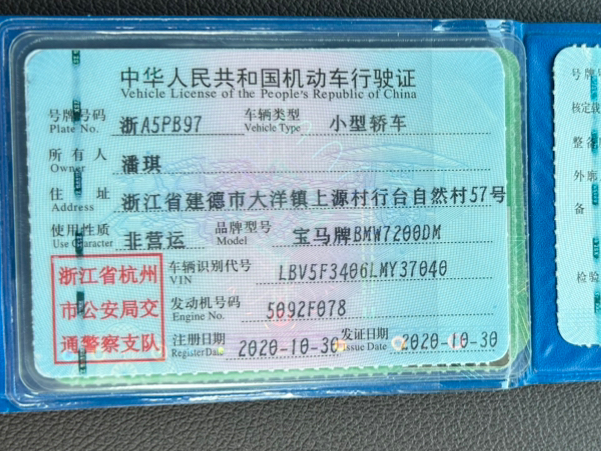 中华人民共和国机动车行驶证
Vehicle License of the People's Republic of China
号牌号码 浙A5PB97 车辆类型 小型轿车
Plate No. Vehicle Type
所有人 潘琪
Owner
住址 浙江省建德市大洋镇上源村行台自然村57号
Address
使用性质 非营运 品牌型号 宝马牌BMW7200DM
Use Character Model
浙江省杭州
市公安局交
通警察支队
车辆识别代号 LBV5F3406LMY37040
VIN
发动机号码 5092F078
Engine No.
注册日期 2020-10-30 发证日期 2020-10-30
Register Date Issue Date
号牌号
核定载
整备
外廓
备
检验